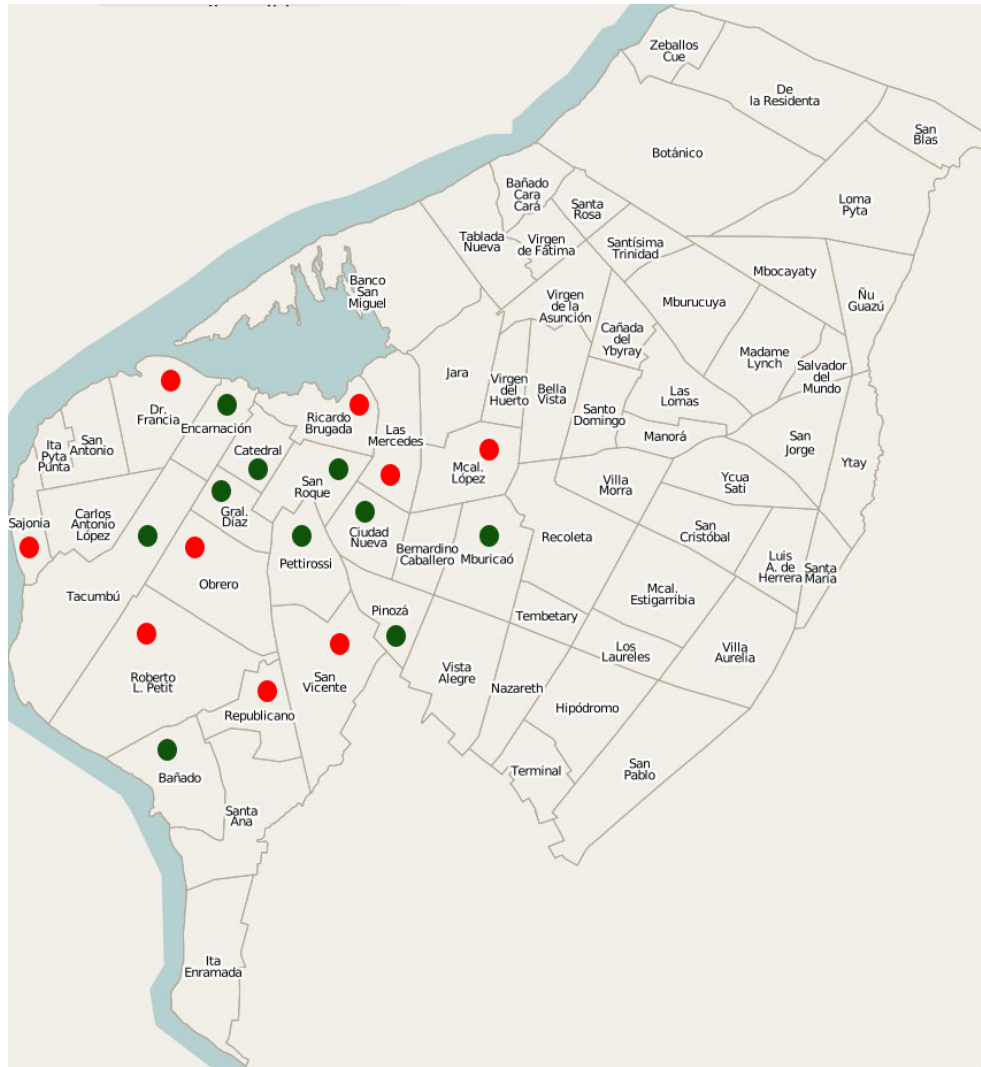 Zeballos
Cue
De
la Residenta
San
Blas
Botánico
Loma
Pyta
Bañado
Cara
Cará
Santa
Rosa
Tablada
Nueva
Virgen
de Fátima
Santísima
Trinidad
Mbocayaty
Ñu
Guazú
Banco
San
Miguel
Virgen
de la
Asunción
Mburucuya
Cañada
del
Ybyray
Madame
Lynch
Salvador
del
Mundo
Jara
Virgen
del
Huerto
Bella
Vista
Las
Lomas
Santo
Domingo
Manorá
San
Jorge
Ytay
Dr.
Francia
Encarnación
Ricardo
Brugada
Las
Mercedes
Ita
Pyta
Punta
San
Antonio
Catedral
Mcal.
López
San
Roque
Villa
Morra
Ycua
Sati
Sajonia
Carlos
Antonio
López
Gral.
Díaz
Ciudad
Nueva
Pettirossi
Bernardino
Caballero
Mburicaó
Recoleta
San
Cristóbal
Luis
A. de
Herrera
Santa
María
Tacumbú
Obrero
Pinozá
Tembetary
Mcal.
Estigarribia
Los
Laureles
Villa
Aurelia
Roberto
L. Petit
San
Vicente
Vista
Alegre
Nazareth
Hipódromo
Republicano
Bañado
Terminal
San
Pablo
Santa
Ana
Ita
Enramada